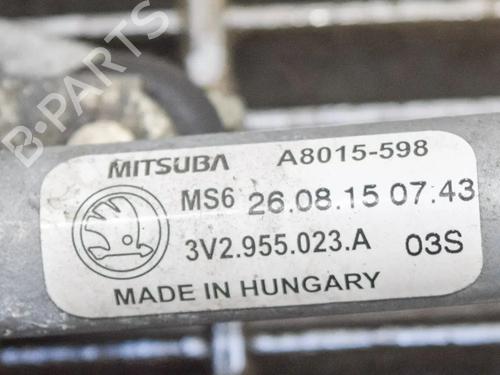 B-PARTS
MITSUBA A8015-598
MS6 26.08.15 07.43
3V2.955.023.A 03S
MADE IN HUNGARY